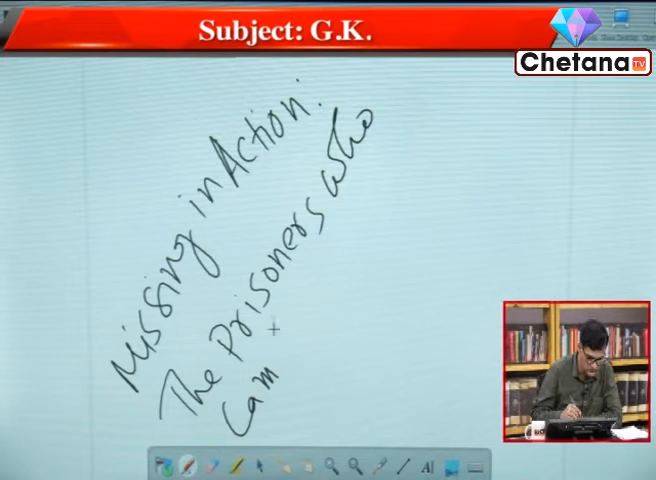 Subject: G.K.
Chetana TV
Missing in Action.
The Prisoners who
Cam